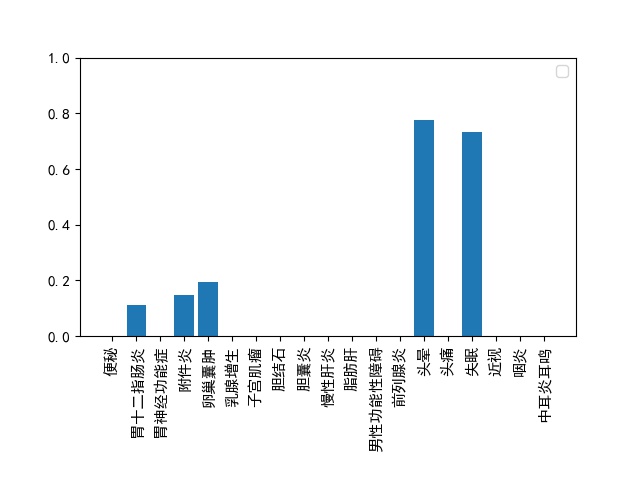 1.0
0.8
0.6
0.4
0.2
0.0
便秘
胃十二指肠炎
胃神经功能症
附件炎
卵巢囊肿
乳腺增生
子宫肌瘤
胆结石
胆囊炎
慢性肝炎
脂肪肝
男性功能性障碍
前列腺炎
头晕
头痛
失眠
近视
咽炎
中耳炎耳鸣